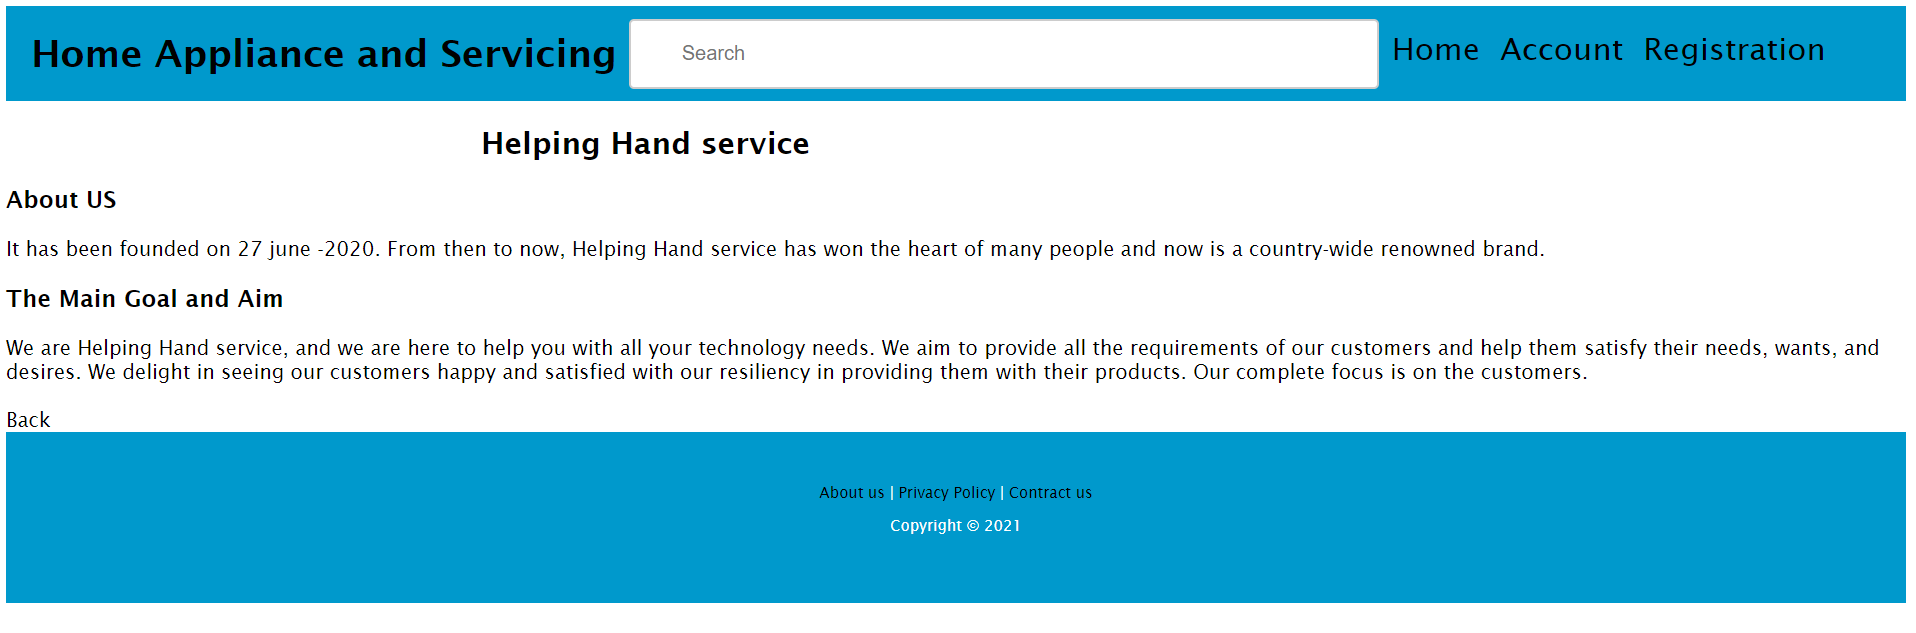 Home Appliance and Servicing Search Home Account Registration
Helping Hand service
About US
It has been founded on 27 june -2020. From then to now, Helping Hand service has won the heart of many people and now is a country-wide renowned brand.
The Main Goal and Aim
We are Helping Hand service, and we are here to help you with all your technology needs. We aim to provide all the requirements of our customers and help them satisfy their needs, wants, and
desires. We delight in seeing our customers happy and satisfied with our resiliency in providing them with their products. Our complete focus is on the customers.
Back
About us | Privacy Policy | Contract us
Copyright © 2021